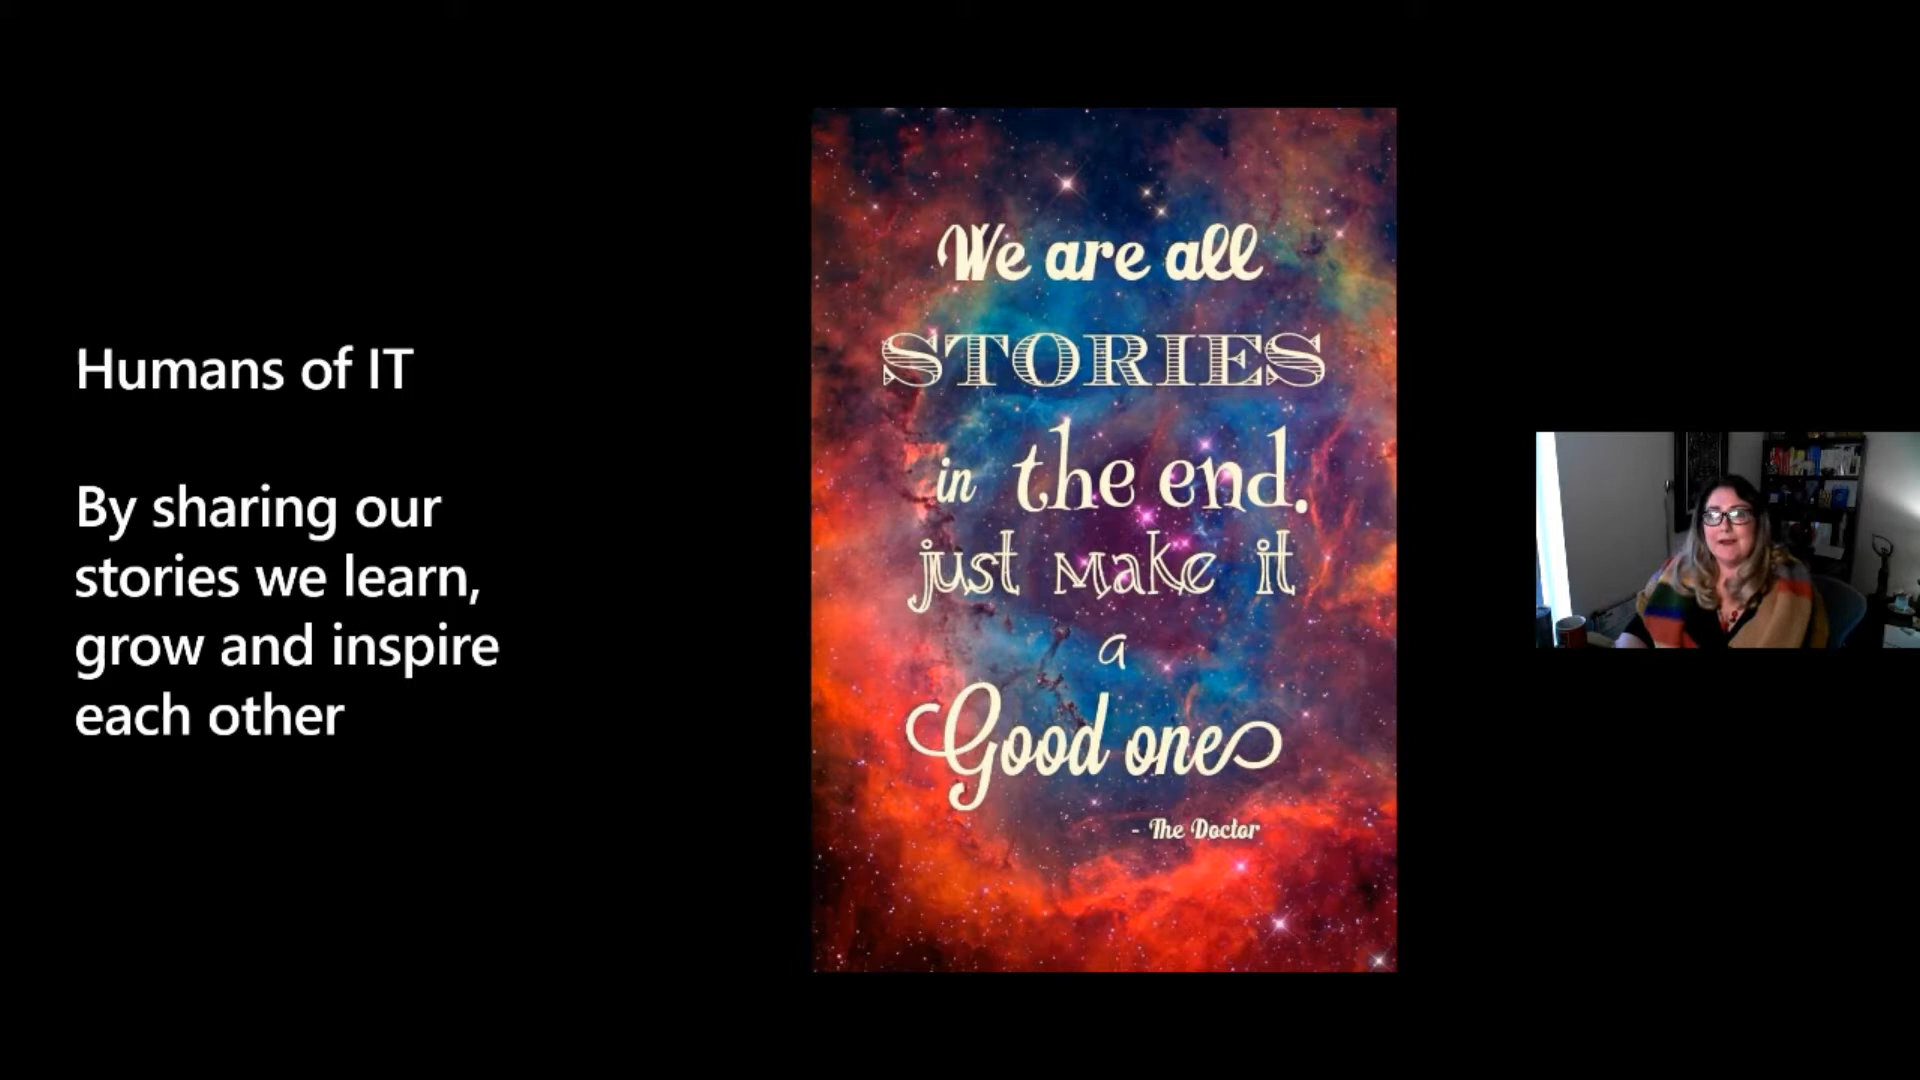 Humans of IT
By sharing our
stories we learn,
grow and inspire
each other
We are all
STORIES
in the end.
just make it
a
Good one
- The Doctor